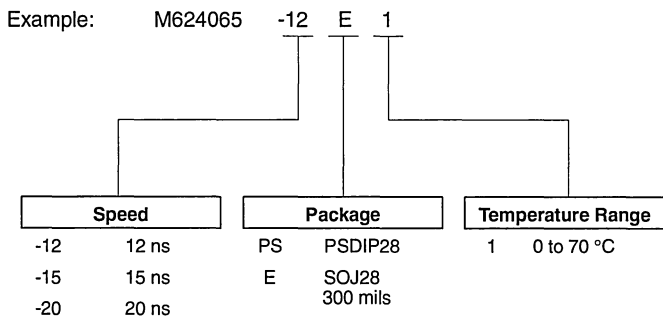 Example: M624065 -12 E 1
Speed Package Temperature Range
-12 12 ns PS PSDIP28 1 0 to 70 °C
-15 15 ns E SOJ28
300 mils
-20 20 ns